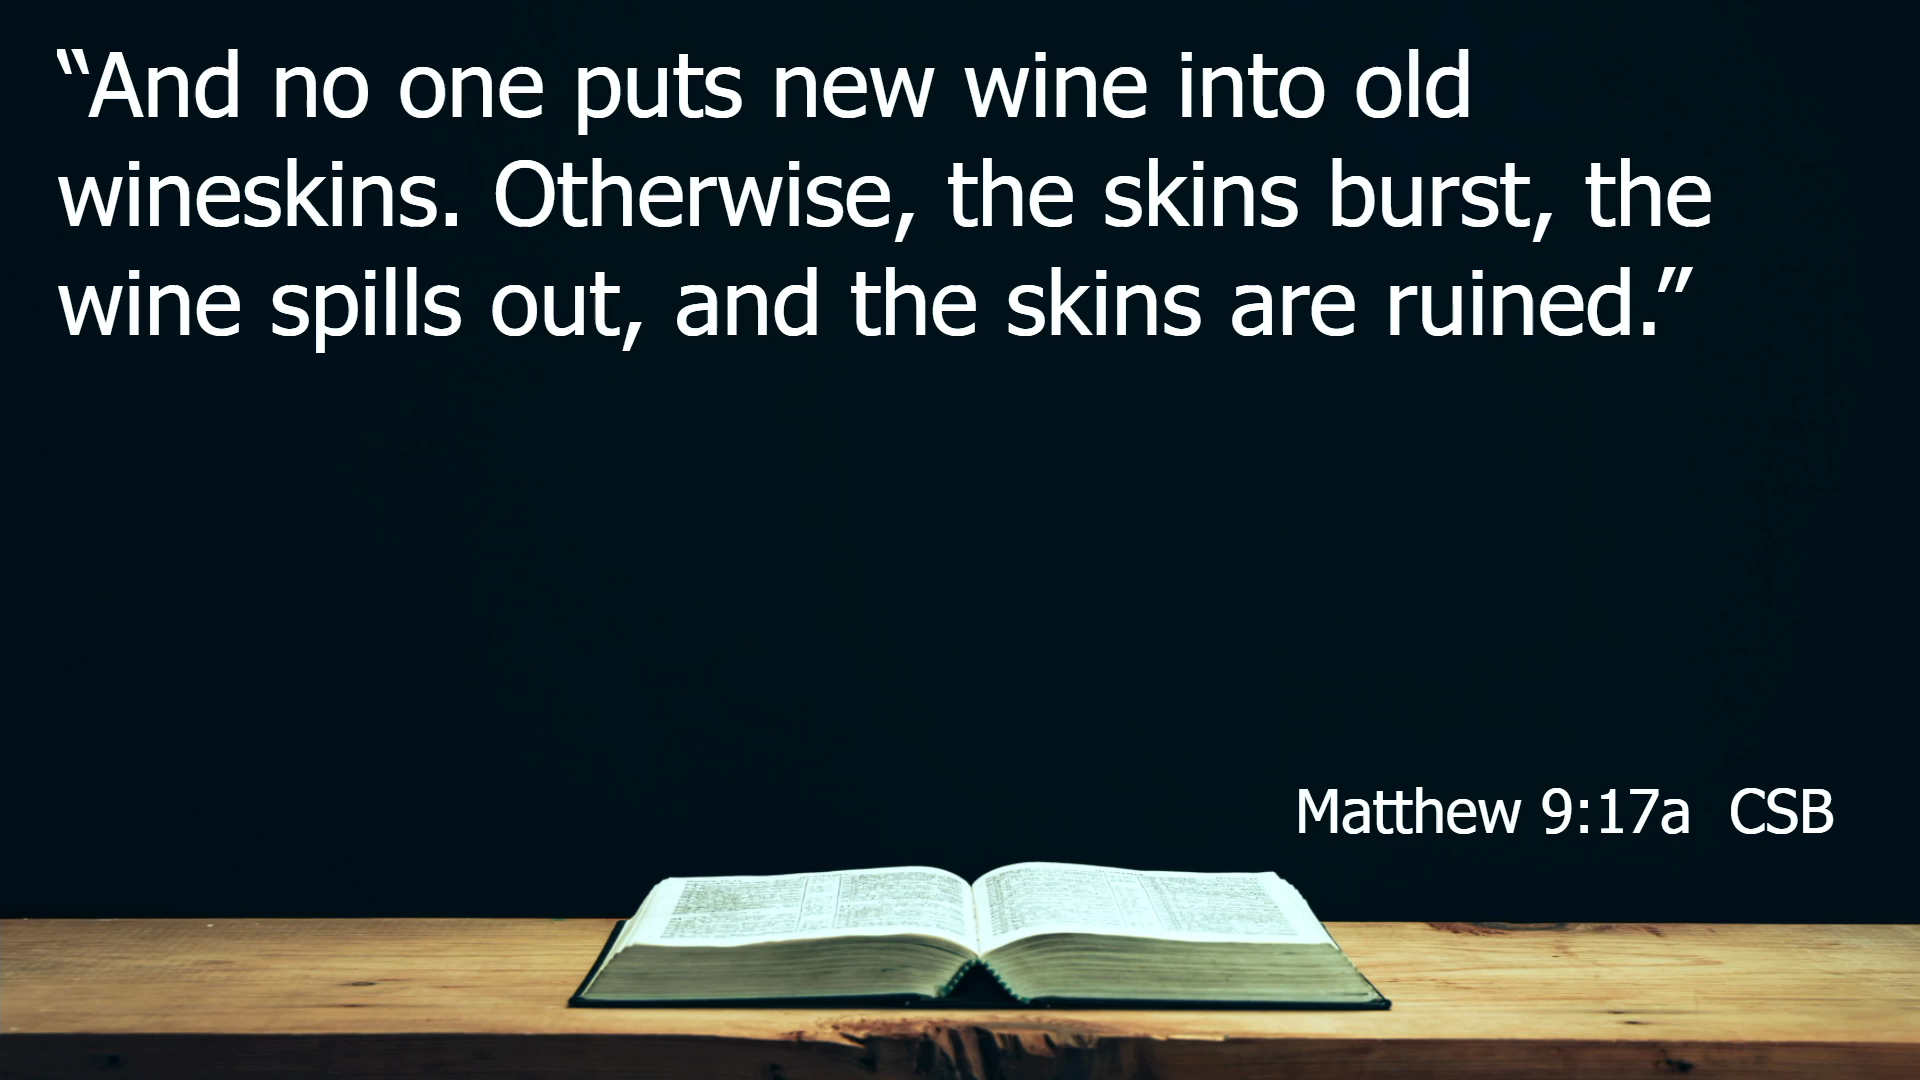 “And no one puts new wine into old
wineskins. Otherwise, the skins burst, the
wine spills out, and the skins are ruined.”
Matthew 9:17a  CSB